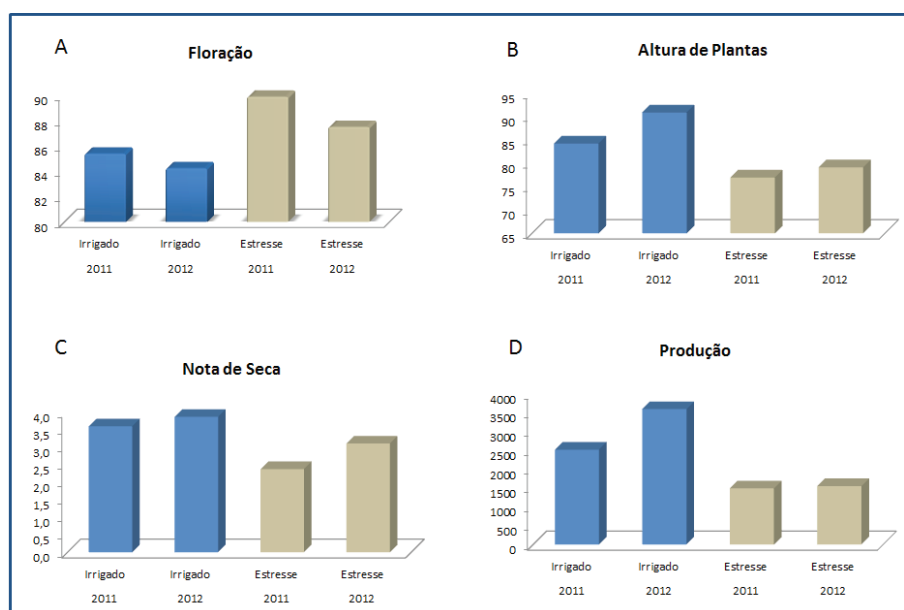 A
Floração
90
88
86
84
82
80
Irrigado Irrigado Estresse Estresse
2011 2012 2011 2012
B
Altura de Plantas
95
90
85
80
75
70
65
Irrigado Irrigado Estresse Estresse
2011 2012 2011 2012
C
Nota de Seca
4,0
3,5
3,0
2,5
2,0
1,5
1,0
0,5
0,0
Irrigado Irrigado Estresse Estresse
2011 2012 2011 2012
D
Produção
4000
3500
3000
2500
2000
1500
1000
500
0
Irrigado Irrigado Estresse Estresse
2011 2012 2011 2012